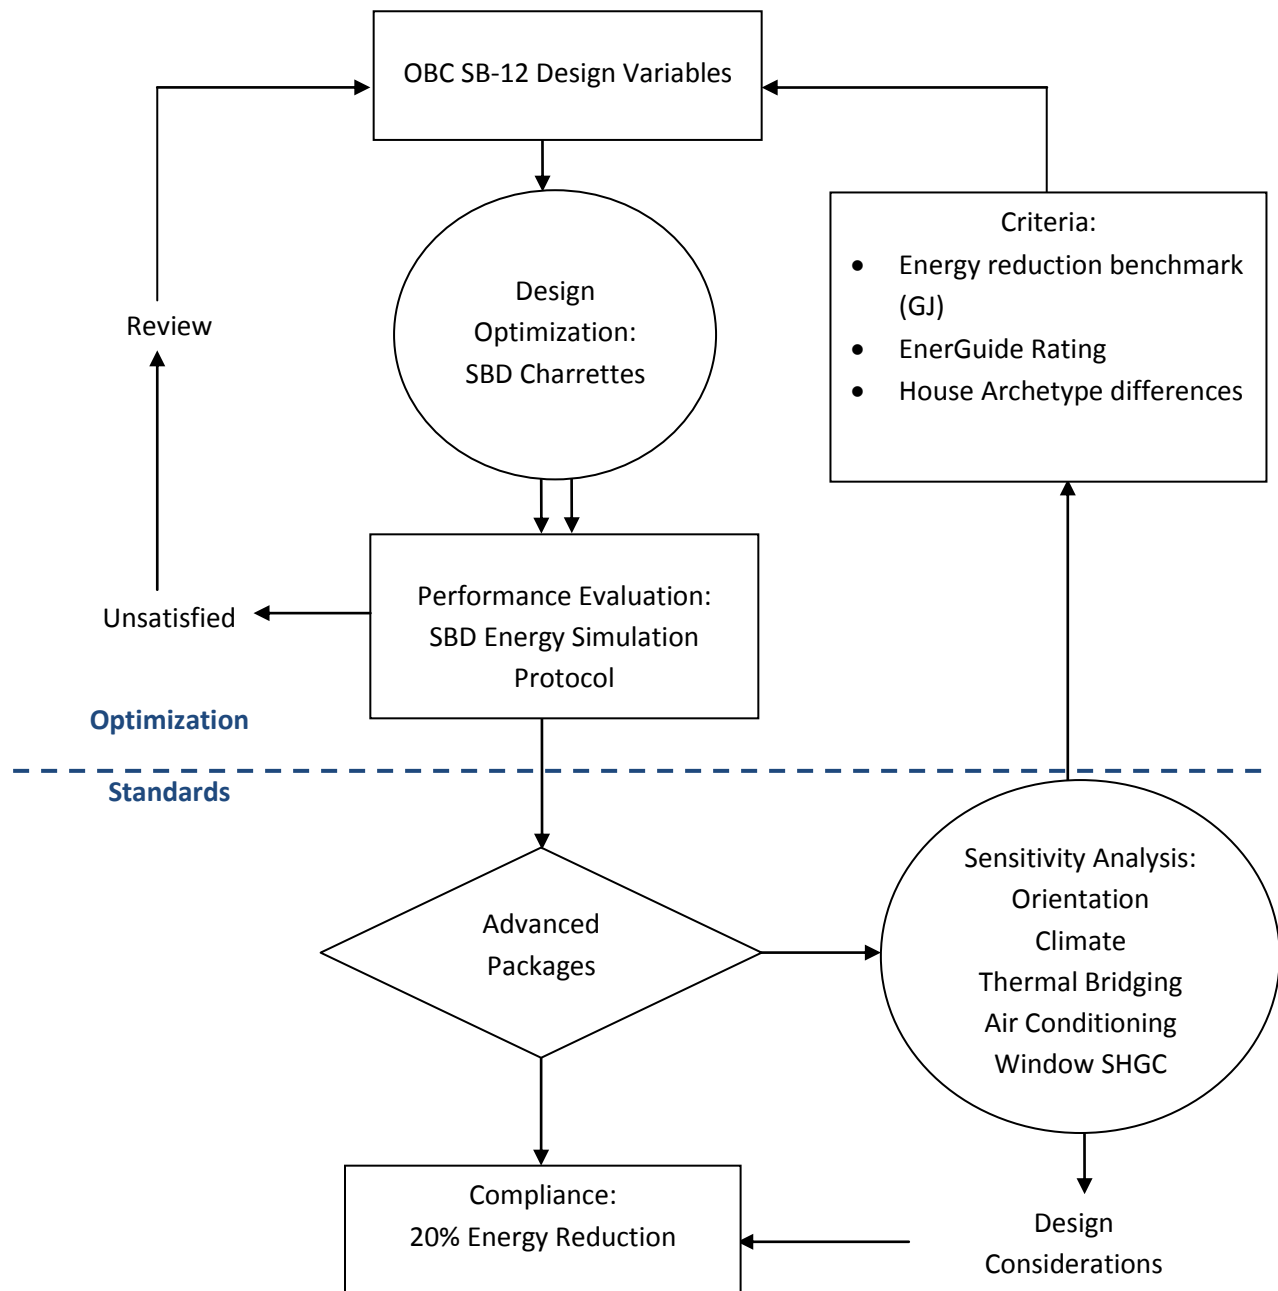 OBC SB-12 Design Variables
Criteria:
• Energy reduction benchmark
(GJ)
• EnerGuide Rating
• House Archetype differences
Design
Optimization:
SBD Charrettes
Review
Performance Evaluation:
SBD Energy Simulation
Protocol
Unsatisfied
Optimization
Standards
Advanced
Packages
Sensitivity Analysis:
Orientation
Climate
Thermal Bridging
Air Conditioning
Window SHGC
Compliance:
20% Energy Reduction
Design
Considerations